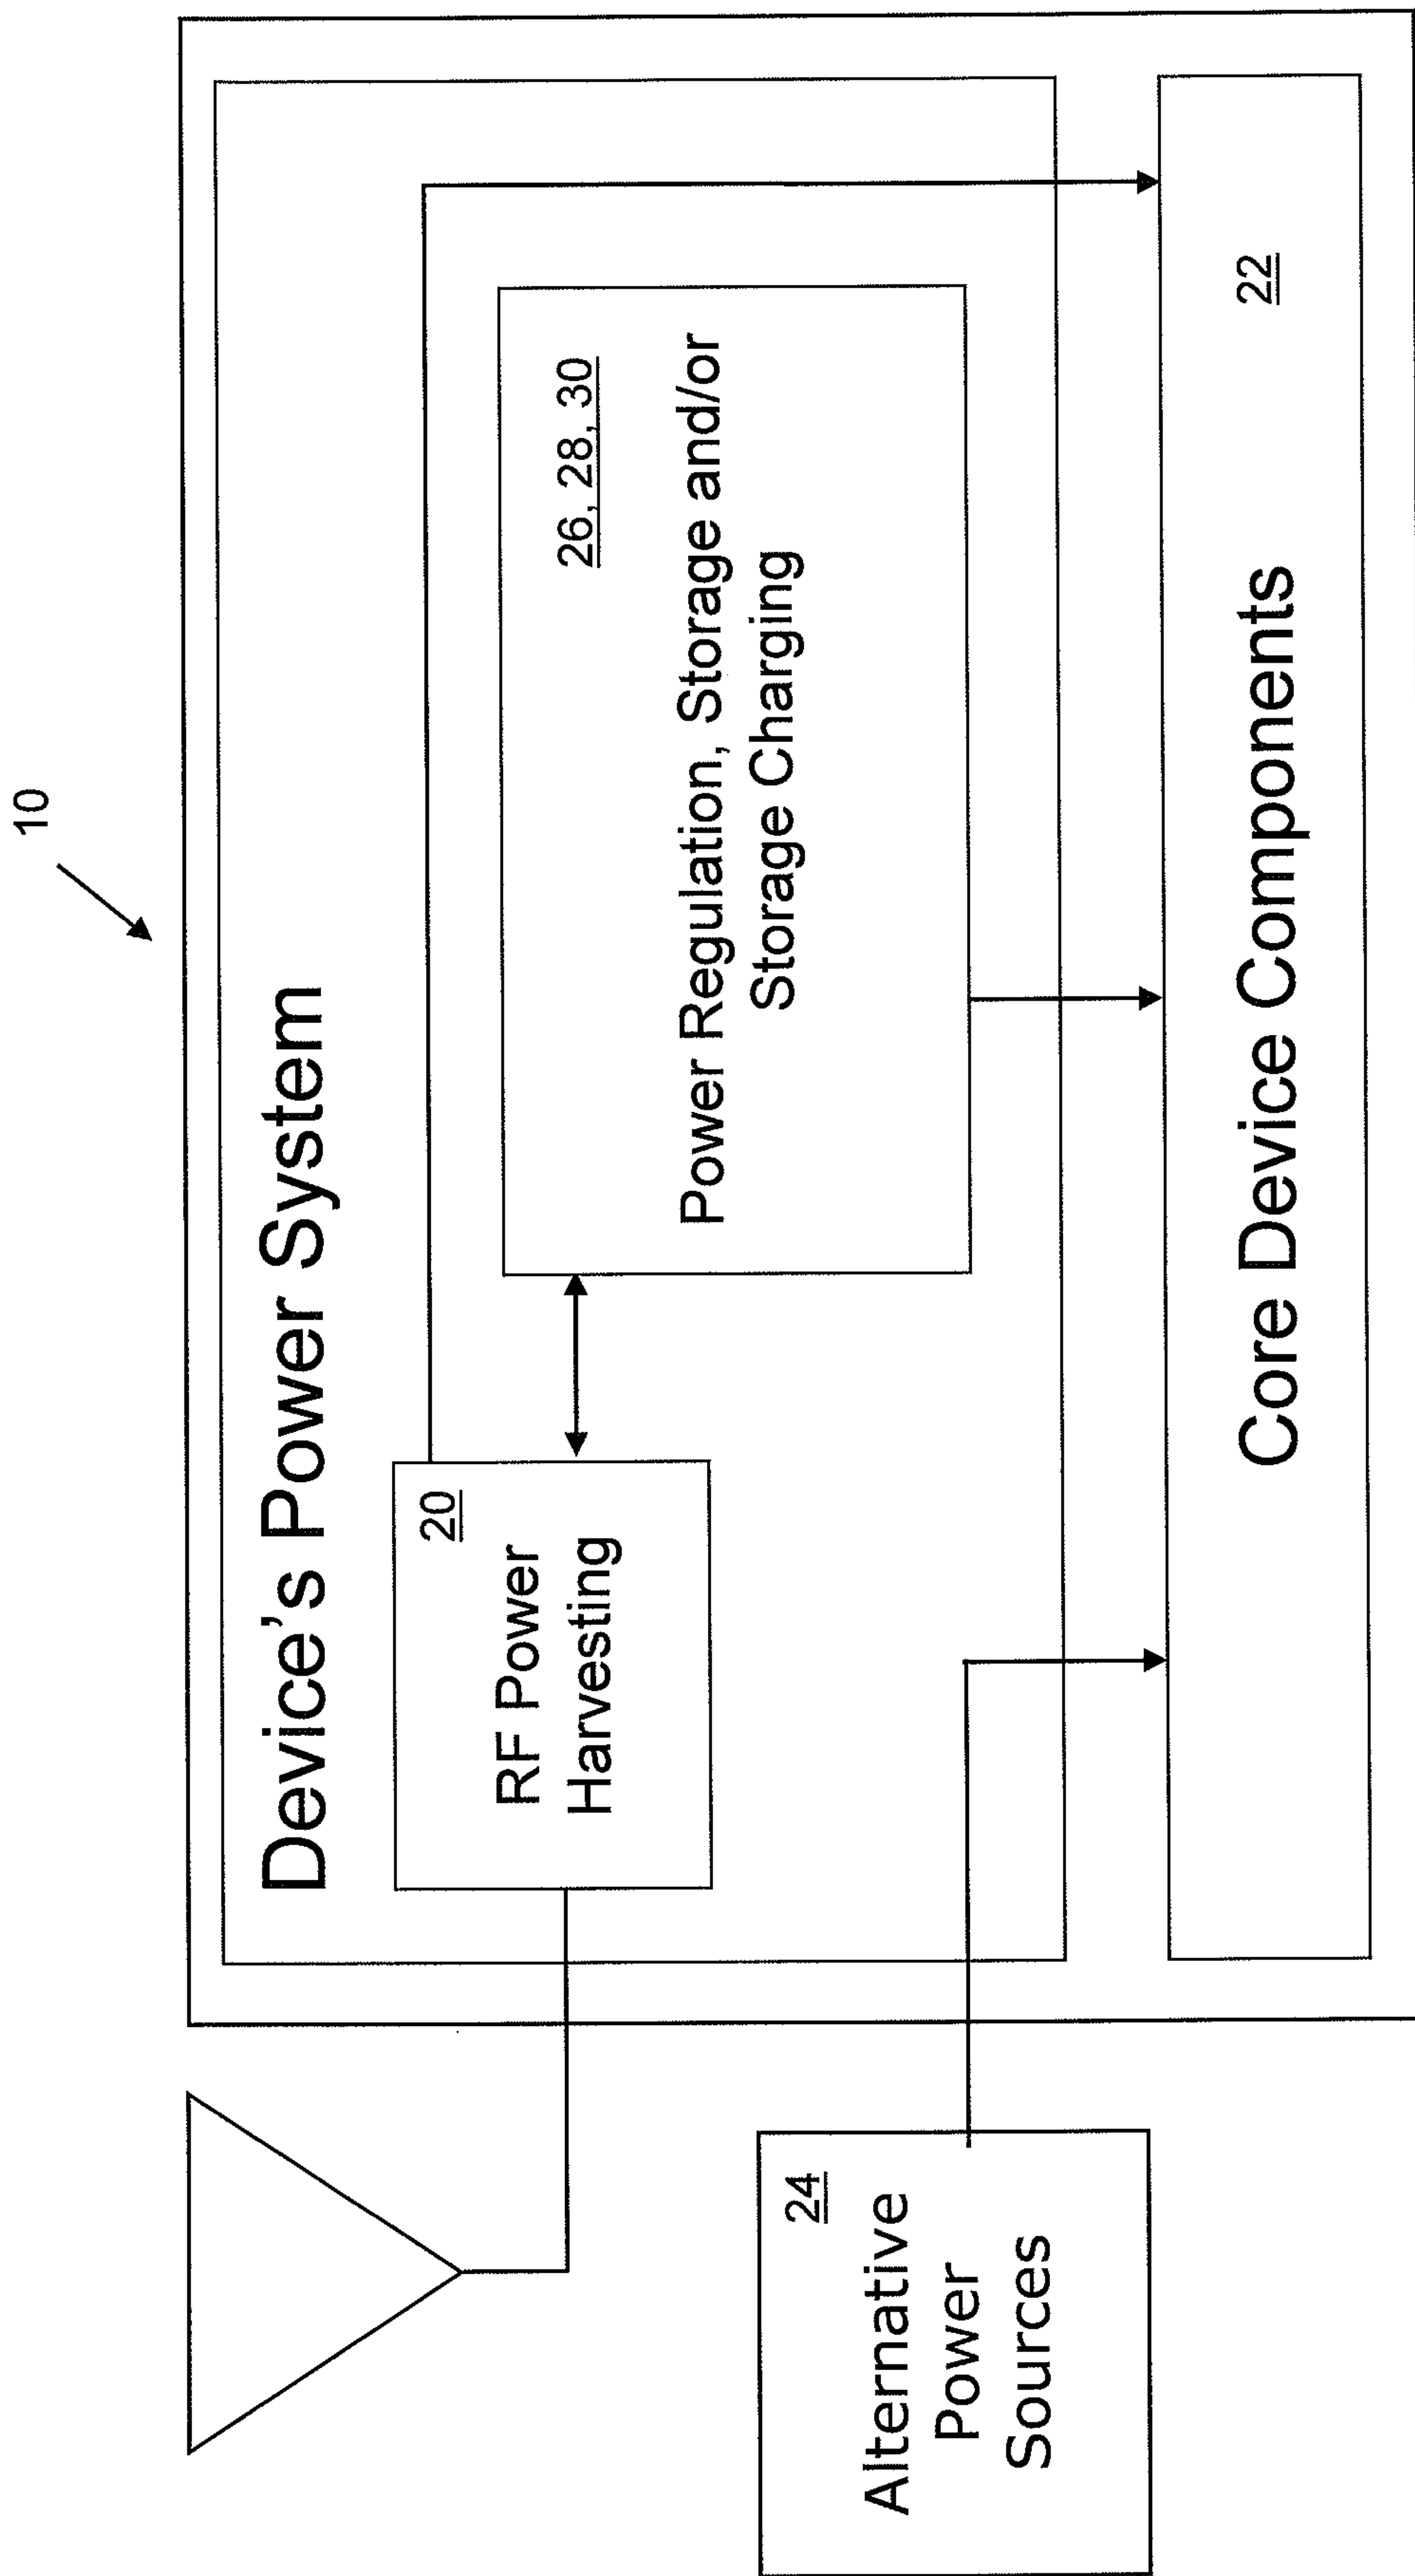 10
Device's Power System
20
RF Power
Harvesting
26, 28, 30
Power Regulation, Storage and/or
Storage Charging
24
Alternative
Power
Sources
22
Core Device Components